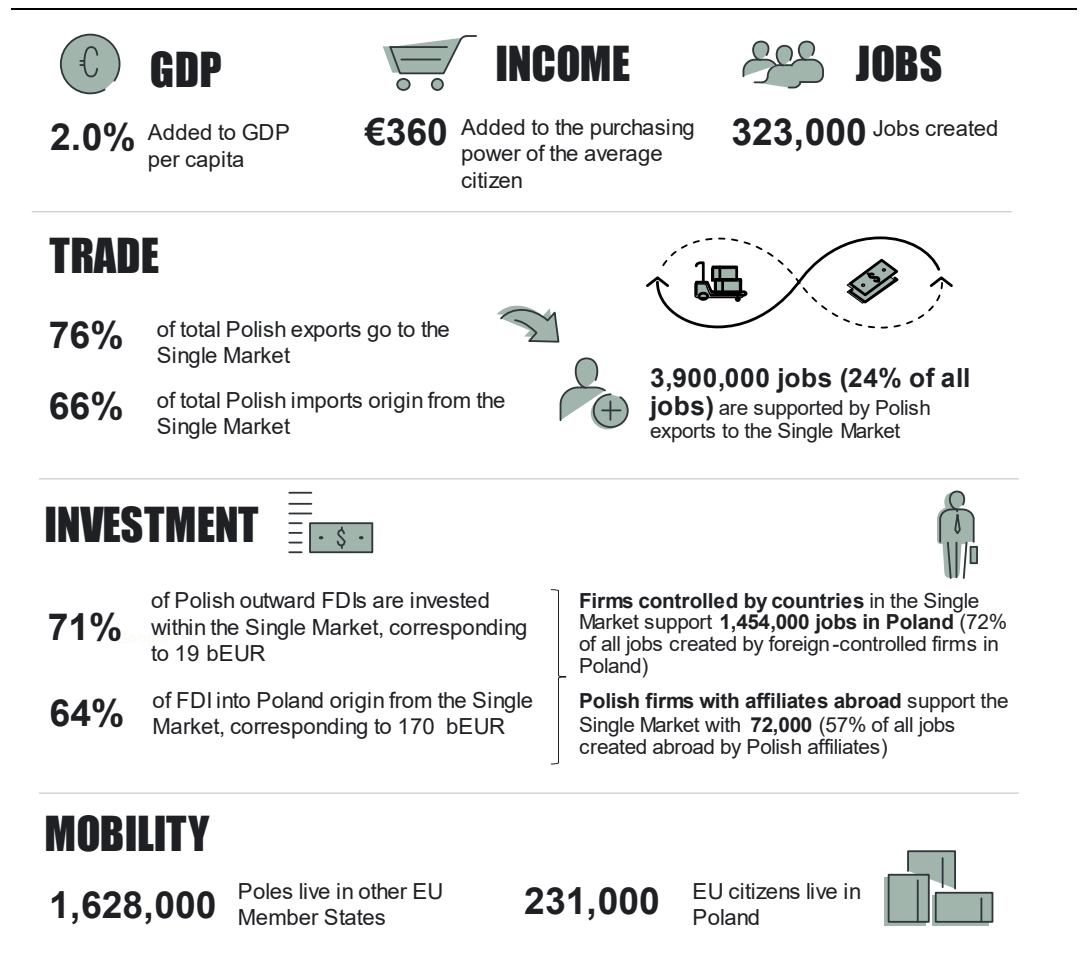 GDP
2.0% Added to GDP
per capita
INCOME
€360 Added to the purchasing
power of the average
citizen
JOBS
323,000 Jobs created
TRADE
76% of total Polish exports go to the
Single Market
66% of total Polish imports origin from the
Single Market
3,900,000 jobs (24% of all
jobs) are supported by Polish
exports to the Single Market
INVESTMENT
71% of Polish outward FDIs are invested
within the Single Market, corresponding
to 19 bEUR
64% of FDI into Poland origin from the Single
Market, corresponding to 170 bEUR
Firms controlled by countries in the Single
Market support 1,454,000 jobs in Poland (72%
of all jobs created by foreign-controlled firms in
Poland)
Polish firms with affiliates abroad support the
Single Market with 72,000 (57% of all jobs
created abroad by Polish affiliates)
MOBILITY
1,628,000 Poles live in other EU
Member States
231,000 EU citizens live in
Poland